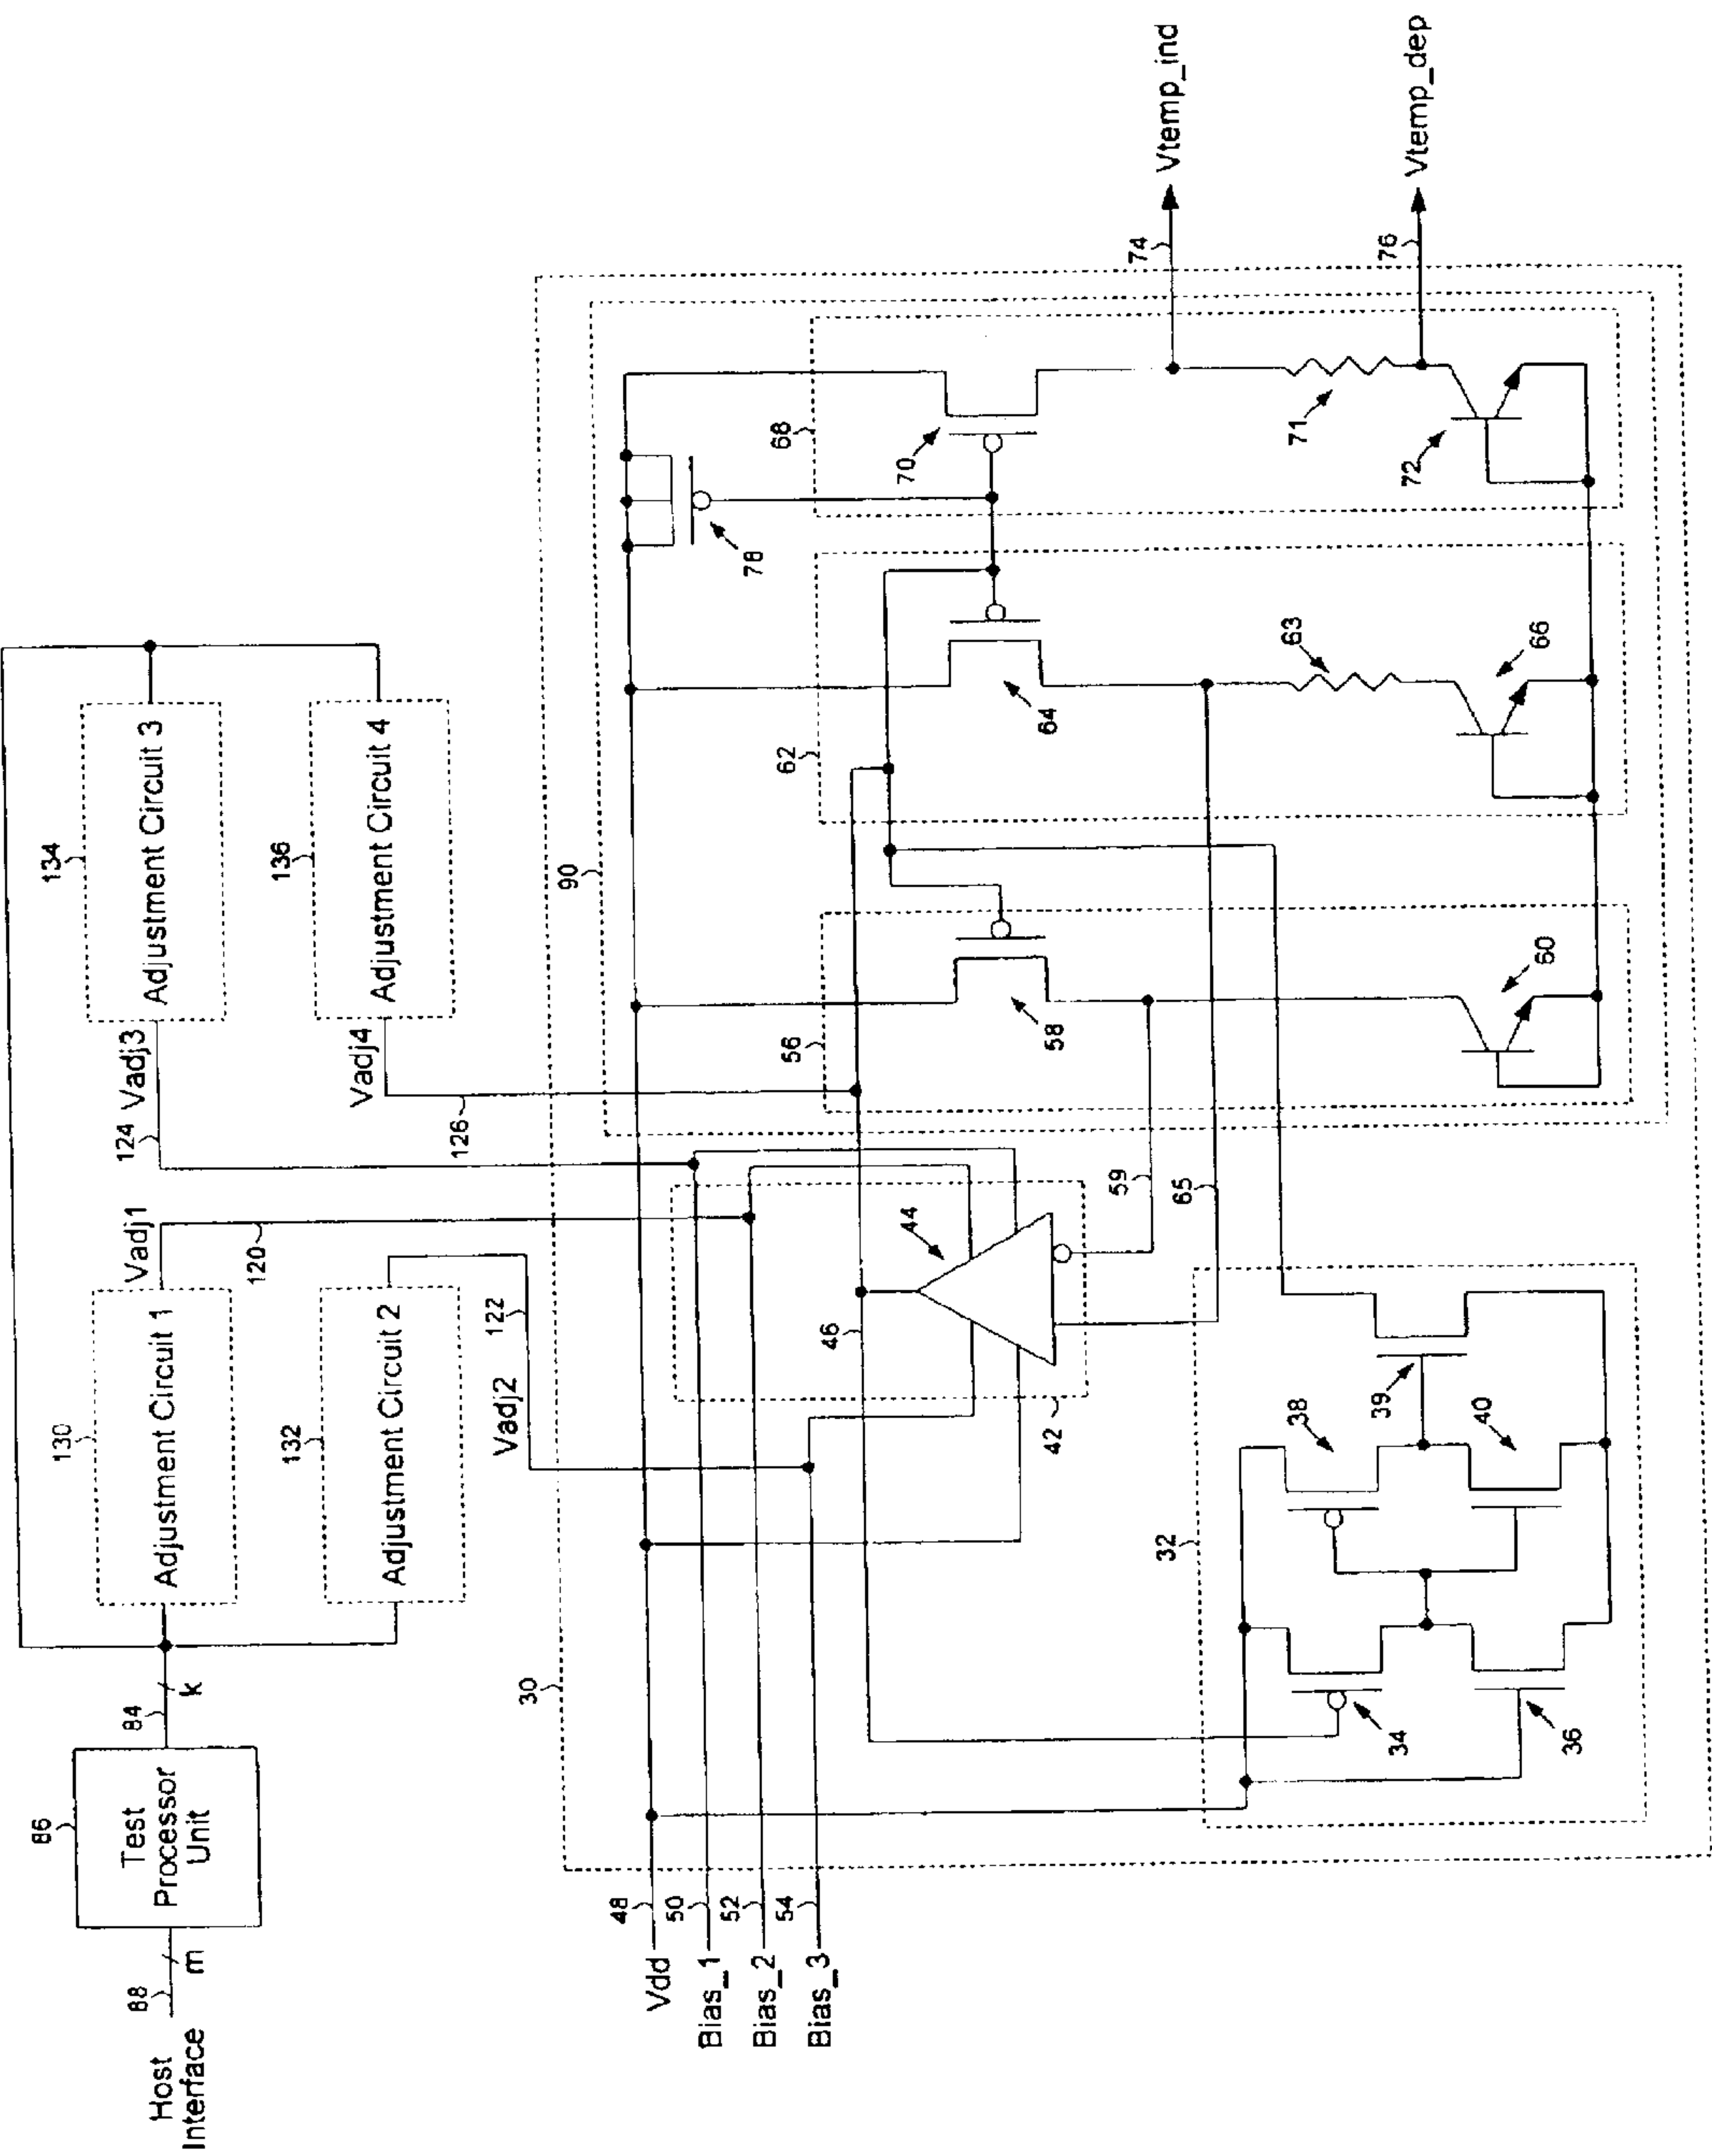 Host
Interface
88
m
86
Test
Processor
Unit
84
k
130
Adjustment Circuit 1
Vadj1
120
132
Adjustment Circuit 2
122
Vadj2
134
Adjustment Circuit 3
124 Vadj3
136
Adjustment Circuit 4
Vadj4
126
30
90
Vdd
48
Bias_1
50
Bias_2
52
Bias_3
54
46
44
42
59
65
56
58
60
62
64
63
66
68
70
71
72
78
74
Vtemp_ind
76
Vtemp_dep
32
34
36
38
39
40